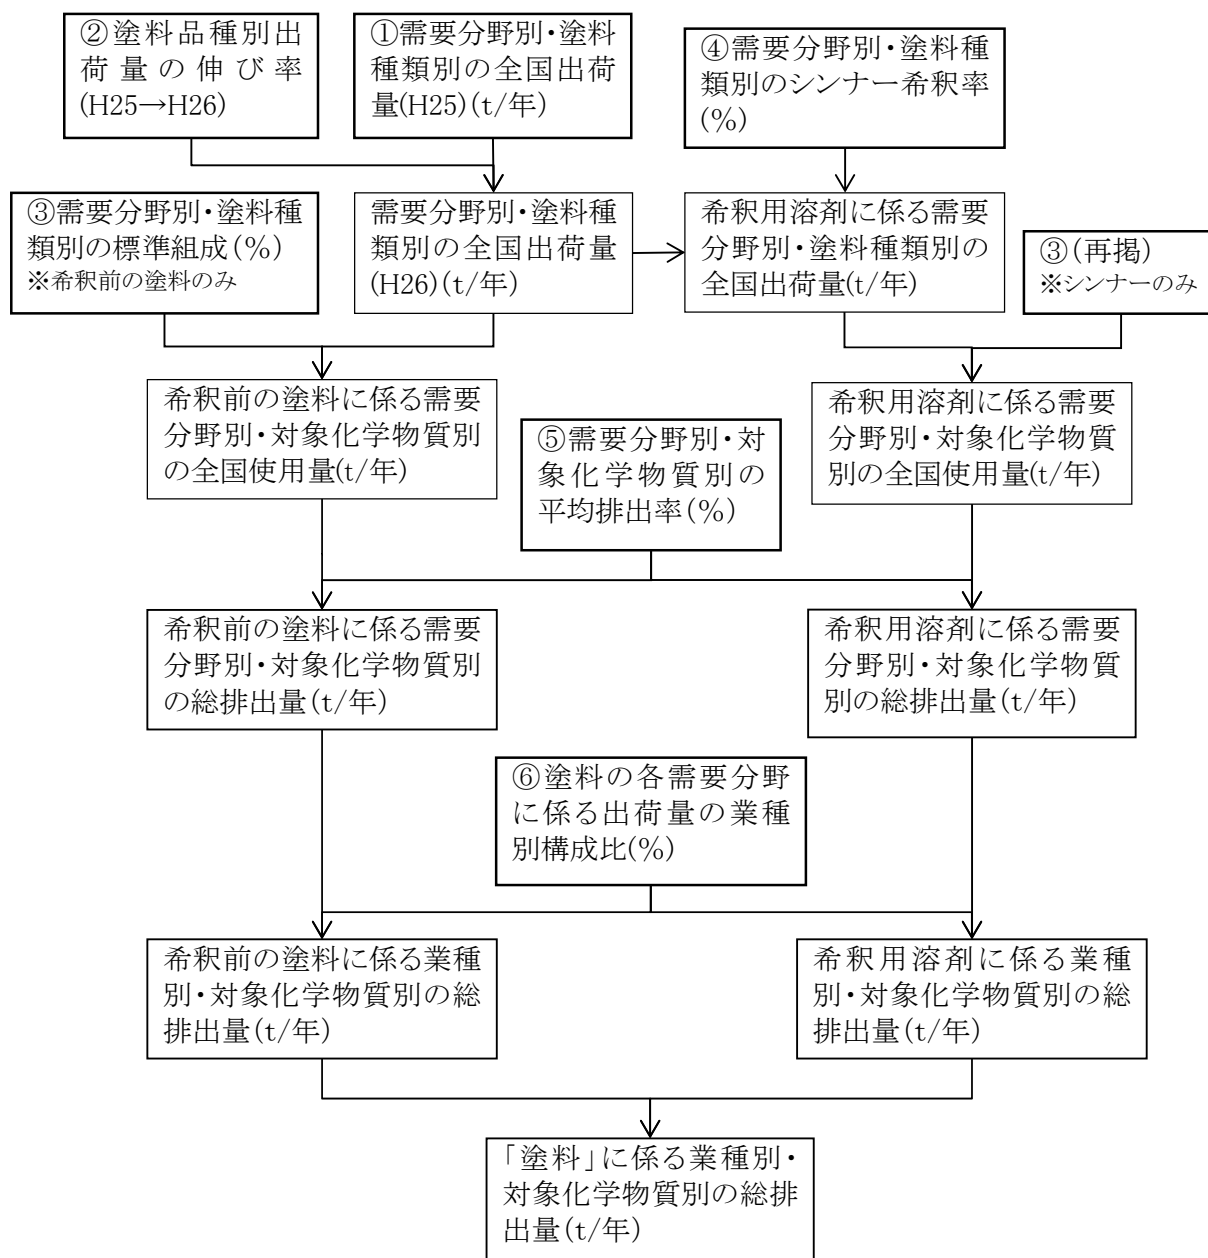 ②塗料品種別出
荷量の伸び率
(H25→H26)
①需要分野別・塗料
種類別の全国出荷
量(H25)(t/年)
④需要分野別・塗料種
類別のシンナー希釈率
(%)
③需要分野別・塗料種
類別の標準組成(%)
※希釈前の塗料のみ
需要分野別・塗料種
類別の全国出荷量
(H26)(t/年)
希釈用溶剤に係る需要
分野別・塗料種類別の
全国出荷量(t/年)
③(再掲)
※シンナーのみ
希釈前の塗料に係る需要
分野別・対象化学物質別
の全国使用量(t/年)
⑤需要分野別・対
象化学物質別の
平均排出率(%)
希釈用溶剤に係る需要
分野別・対象化学物質
別の全国使用量(t/年)
希釈前の塗料に係る需要
分野別・対象化学物質別
の総排出量(t/年)
希釈用溶剤に係る需要
分野別・対象化学物質
別の総排出量(t/年)
⑥塗料の各需要分野
に係る出荷量の業種
別構成比(%)
希釈前の塗料に係る業種
別・対象化学物質別の総
排出量(t/年)
希釈用溶剤に係る業種
別・対象化学物質別の総
排出量(t/年)
「塗料」に係る業種別・
対象化学物質別の総排
出量(t/年)